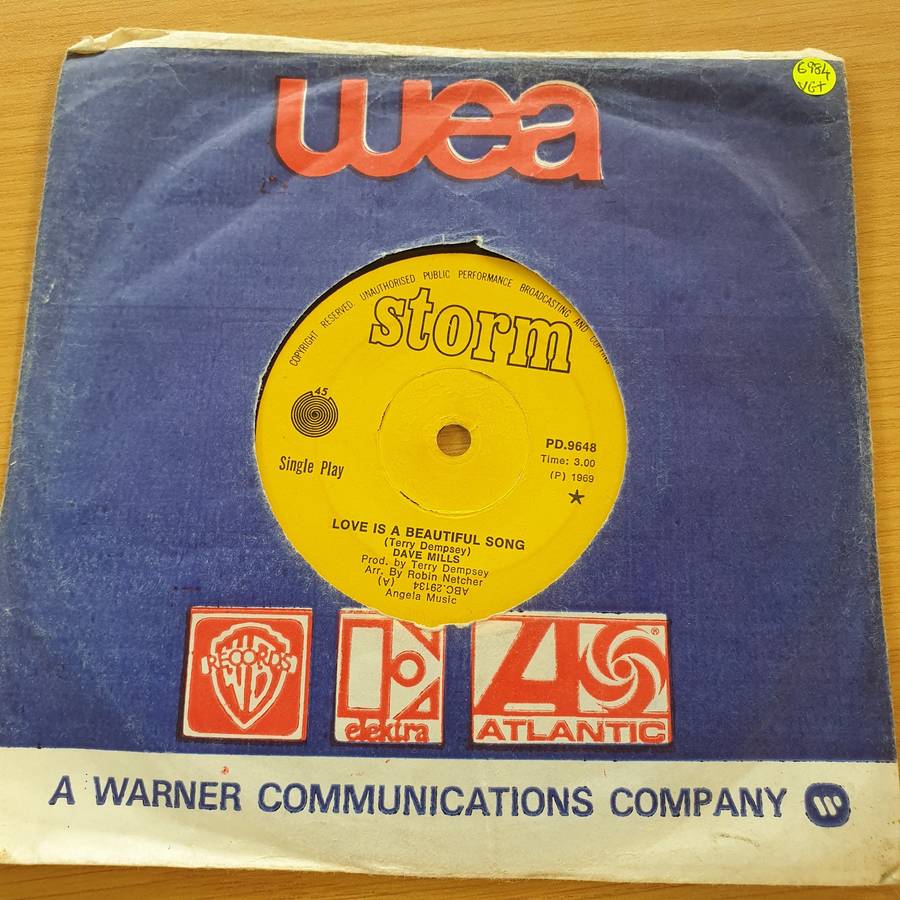 wea
6984
VG+
COPYRIGHT RESERVED. UNAUTHORISED PUBLIC PERFORMANCE BROADCASTING AND
storm
45
Single Play
PD.9648
Time: 3.00
(P) 1969
LOVE IS A BEAUTIFUL SONG
(Terry Dempsey)
DAVE MILLS
Prod. by Terry Dempsey
Arr. By Robin Netcher
(A) ABC.29134
Angela Music
RECORDS
WB
elektra
ATLANTIC
®
A WARNER COMMUNICATIONS COMPANY